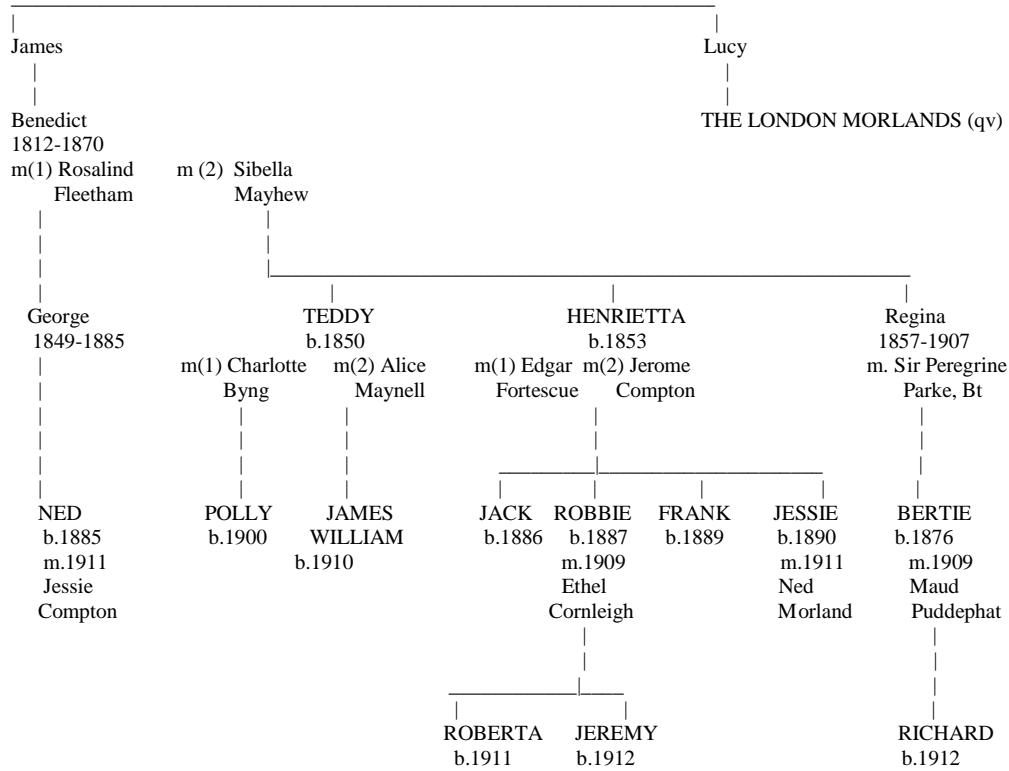 James Lucy
Benedict THE LONDON MORLANDS (qv)
1812-1870
m(1) Rosalind m (2) Sibella
Fleetham Mayhew
George TEDDY HENRIETTA Regina
1849-1885 b.1850 b.1853 1857-1907
m(1) Charlotte m(2) Alice m(1) Edgar m(2) Jerome m. Sir Peregrine
Byng Maynell Fortescue Compton Parke, Bt
NED POLLY JAMES JACK ROBBIE FRANK JESSIE BERTIE
b.1885 b.1900 WILLIAM b.1886 b.1887 b.1889 b.1890 b.1876
m.1911 b.1910 m.1909 m.1911 m.1909
Jessie Ethel Ned Maud
Compton Cornleigh Morland Puddephat
ROBERTA JEREMY RICHARD
b.1911 b.1912 b.1912